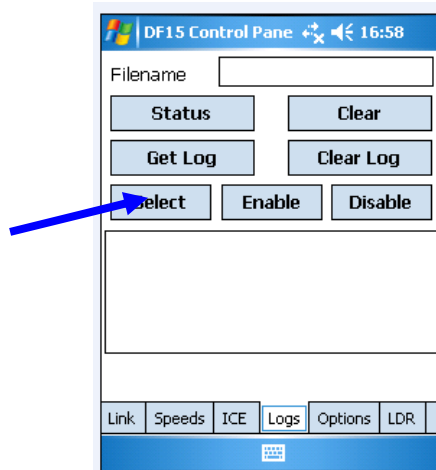 DF15 Control Pane 16:58
Filename
Status Clear
Get Log Clear Log
Select Enable Disable
Link Speeds ICE Logs Options LDR